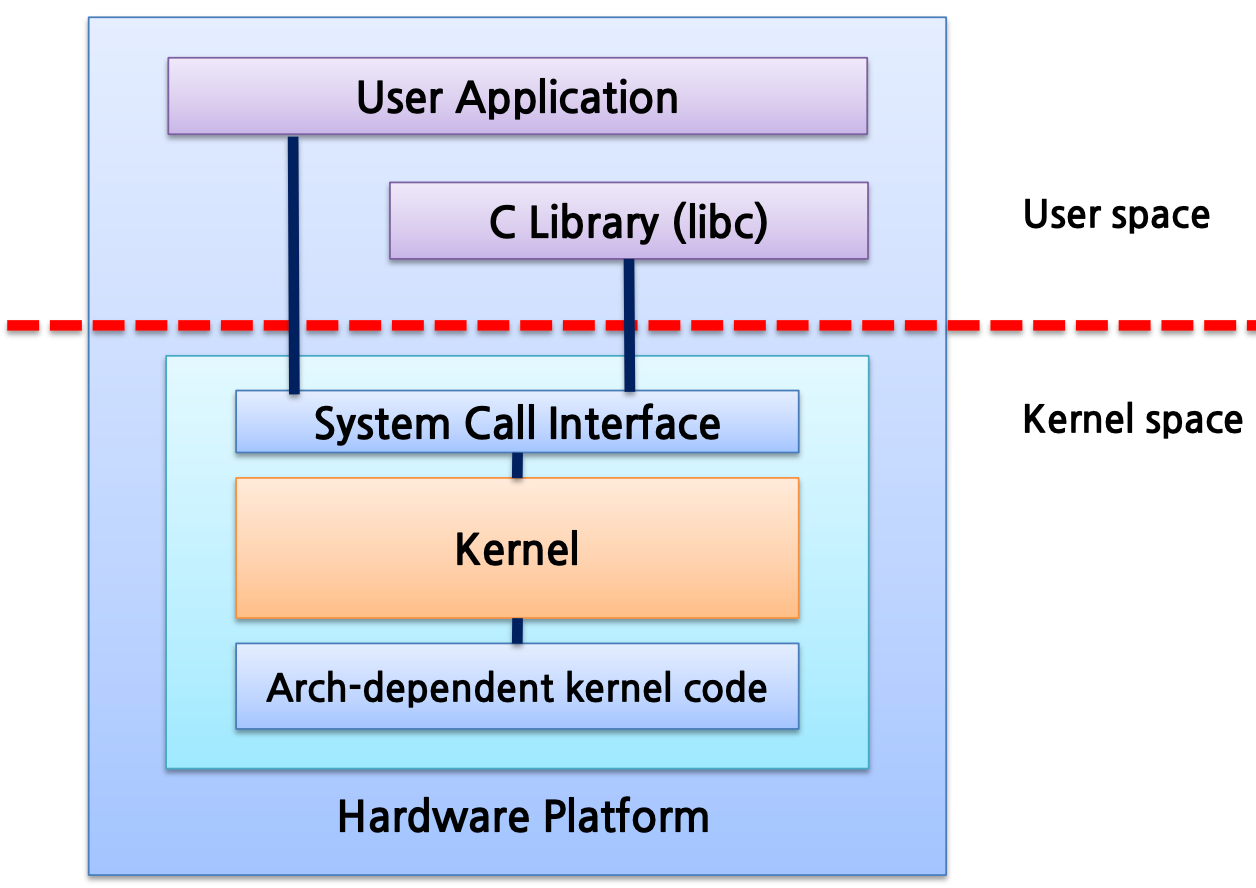 User Application
C Library (libc)
User space
System Call Interface
Kernel space
Kernel
Arch-dependent kernel code
Hardware Platform